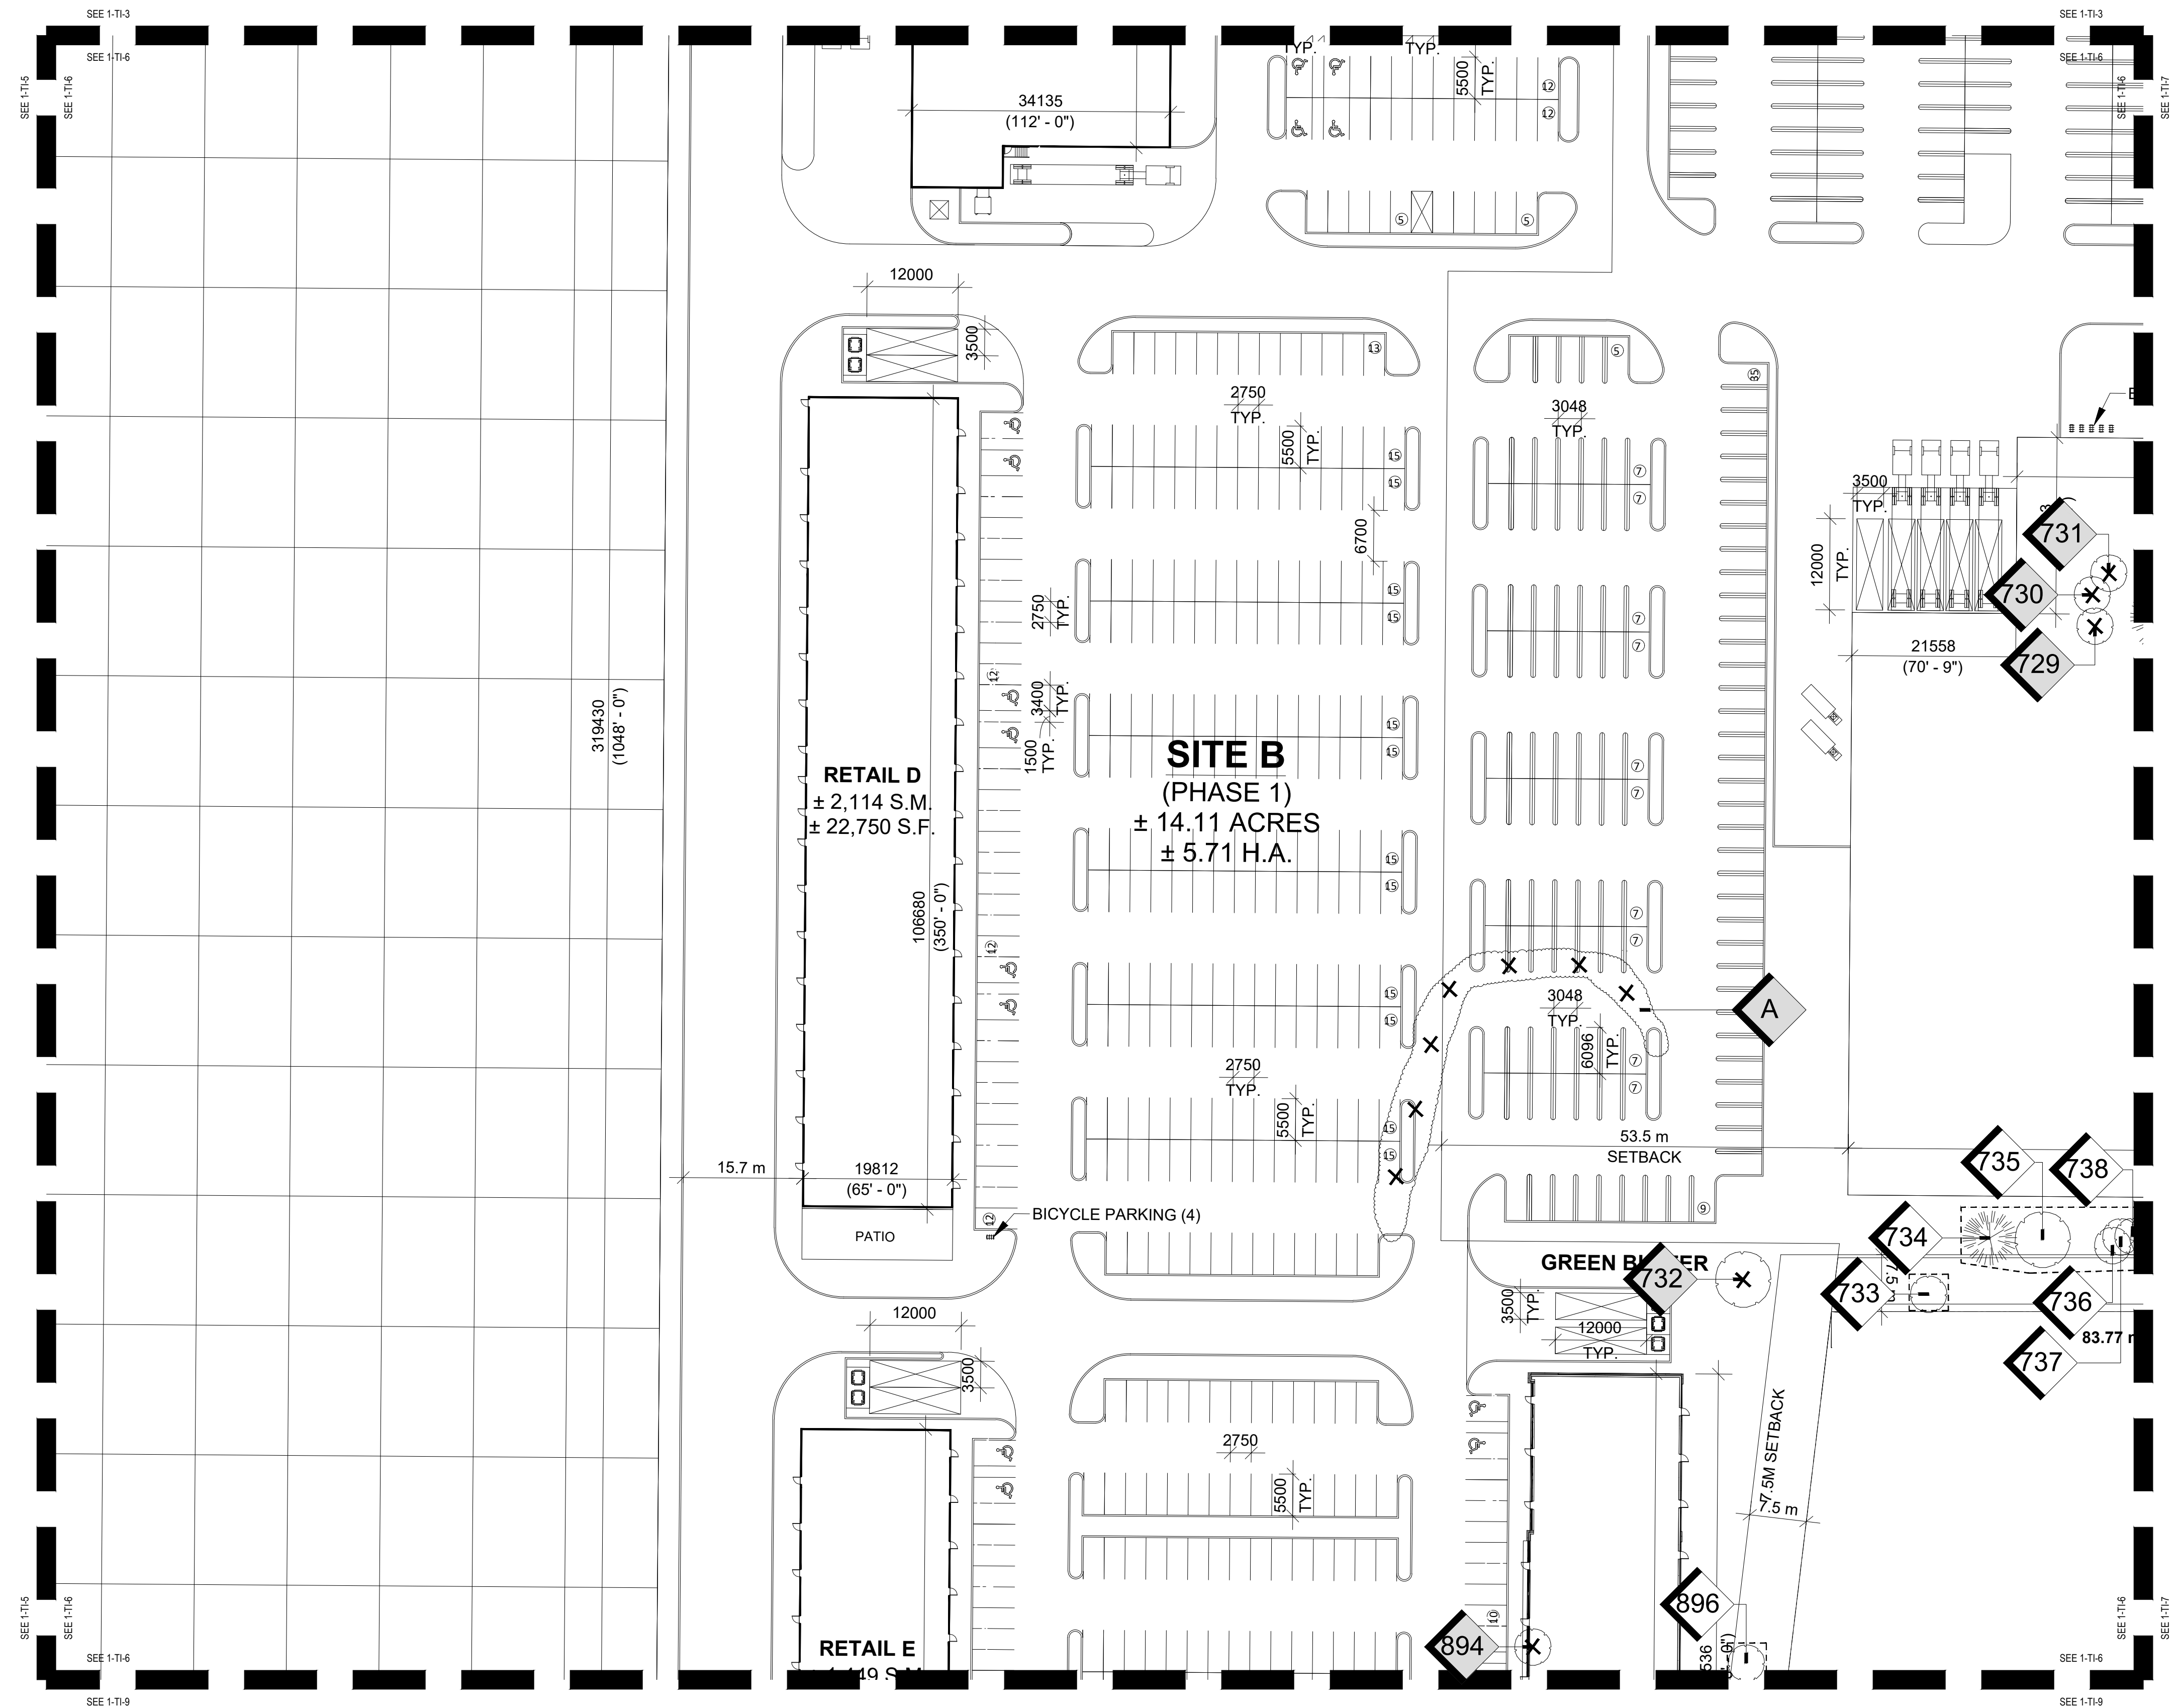 SEE 1-TI-3
SEE 1-TI-3
SEE 1-TI-6
SEE 1-TI-6
SEE 1-TI-5
SEE 1-TI-6
SEE 1-TI-6
SEE 1-TI-7
TYP.
TYP.
5500
TYP.
12
12
34135
(112' - 0")
5
5
12000
3500
13
5
35
2750
TYP.
5500
TYP.
3048
TYP.
15
15
7
7
3500
TYP.
12000
TYP.
6700
731
730
729
21558
(70' - 9")
15
15
7
7
2750
TYP.
12
3400
TYP.
1500
TYP.
15
15
7
7
319430
(1048' - 0")
RETAIL D
± 2,114 S.M.
± 22,750 S.F.
SITE B
(PHASE 1)
± 14.11 ACRES
± 5.71 H.A.
15
15
106680
(350' - 0")
12
7
7
15
15
3048
TYP.
6096
TYP.
A
7
7
2750
TYP.
5500
TYP.
15
15
53.5 m
SETBACK
15.7 m
19812
(65' - 0")
12
BICYCLE PARKING (4)
PATIO
9
735
738
734
733
736
737
7.5
83.77
GREEN
732
3500
TYP.
12000
TYP.
12000
3500
2750
5500
TYP.
7.5M SETBACK
7.5 m
10
896
894
RETAIL E
SEE 1-TI-5
SEE 1-TI-6
SEE 1-TI-6
SEE 1-TI-7
SEE 1-TI-6
SEE 1-TI-6
SEE 1-TI-9
SEE 1-TI-9